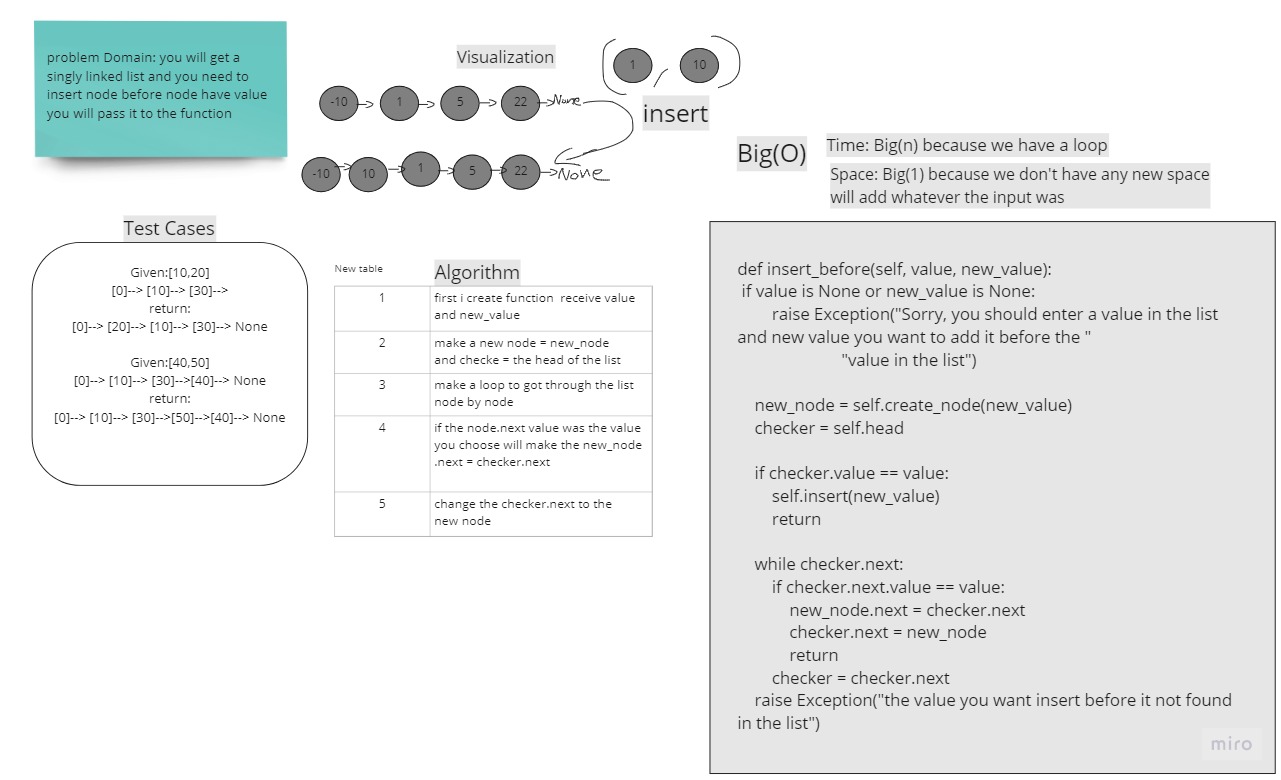 problem Domain: you will get a
singly linked list and you need to
insert node before node have value
you will pass it to the function
Visualization
1
10
insert
-10
1
5
22
None
-10
10
1
5
22
None
Big(O)
Time: Big(n) because we have a loop
Space: Big(1) because we don't have any new space
will add whatever the input was
Test Cases
Given:[10,20]
[0]--> [10]--> [30]-->
return:
[0]--> [20]--> [10]--> [30]--> None
Given:[40,50]
[0]--> [10]--> [30]-->[40]--> None
return:
[0]--> [10]--> [30]-->[50]-->[40]--> None
New table
Algorithm
1
first i create function receive value
and new_value
2
make a new node = new_node
and checke = the head of the list
3
make a loop to got through the list
node by node
4
if the node.next value was the value
you choose will make the new_node
.next = checker.next
5
change the checker.next to the
new node
def insert_before(self, value, new_value):
if value is None or new_value is None:
raise Exception("Sorry, you should enter a value in the list
and new value you want to add it before the "
"value in the list")
new_node = self.create_node(new_value)
checker = self.head
if checker.value == value:
self.insert(new_value)
return
while checker.next:
if checker.next.value == value:
new_node.next = checker.next
checker.next = new_node
return
checker = checker.next
raise Exception("the value you want insert before it not found
in the list")
miro